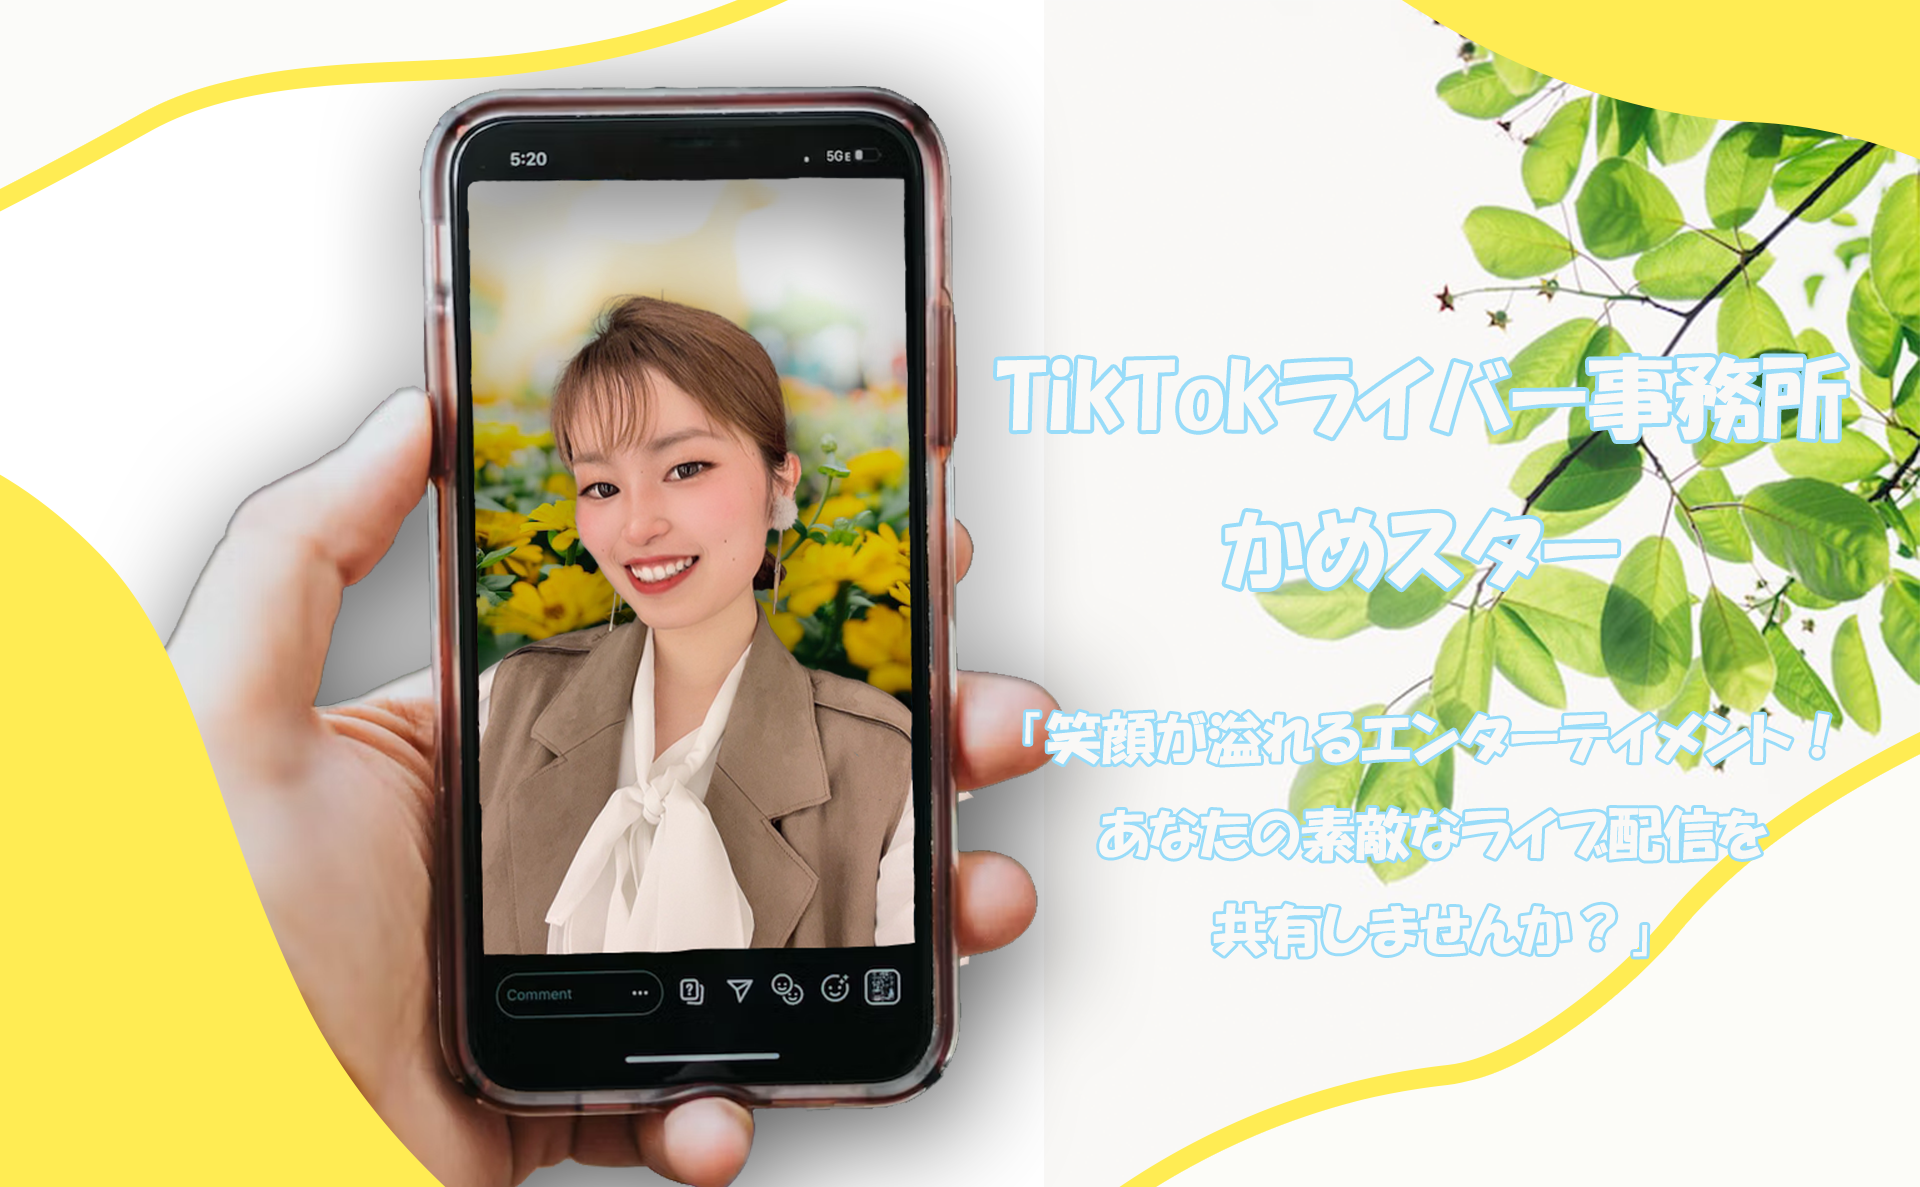 5:20
5GE
TikTokライバー事務所
かめスター
「笑顔が溢れるエンターテイメント！
あなたの素敵なライブ配信を
共有しませんか？」
Comment